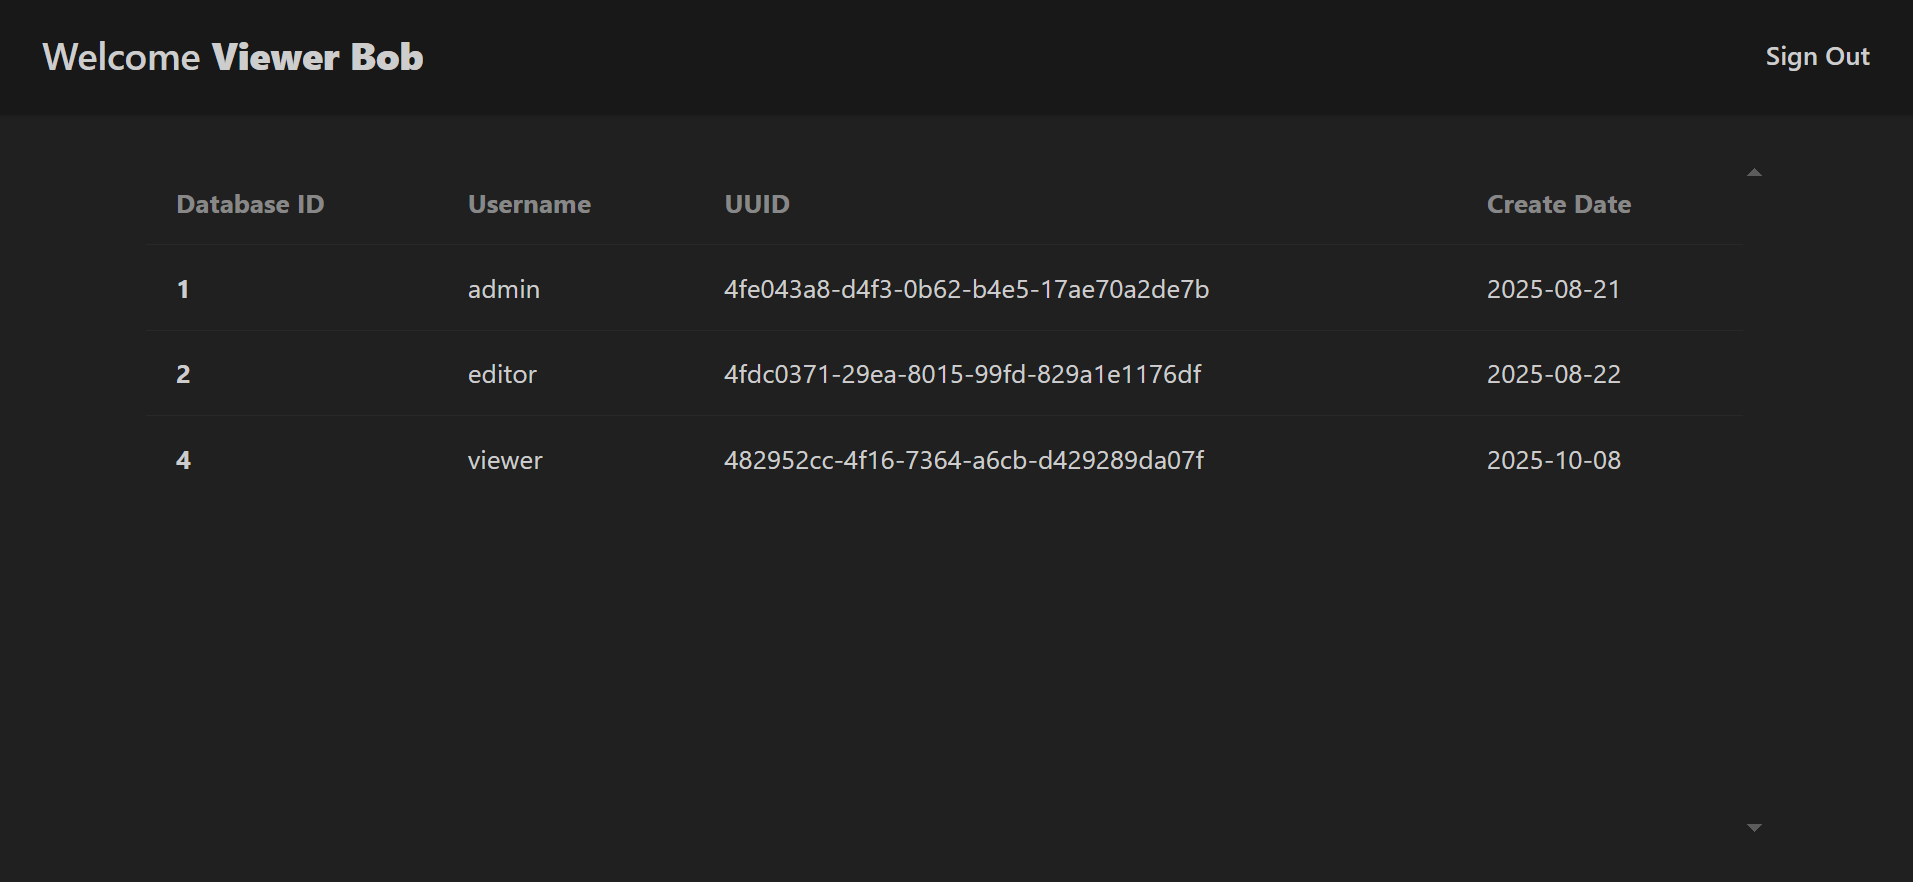 Welcome Viewer Bob Sign Out
Database ID Username UUID Create Date
1 admin 4fe043a8-d4f3-0b62-b4e5-17ae70a2de7b 2025-08-21
2 editor 4fdc0371-29ea-8015-99fd-829a1e1176df 2025-08-22
4 viewer 482952cc-4f16-7364-a6cb-d429289da07f 2025-10-08